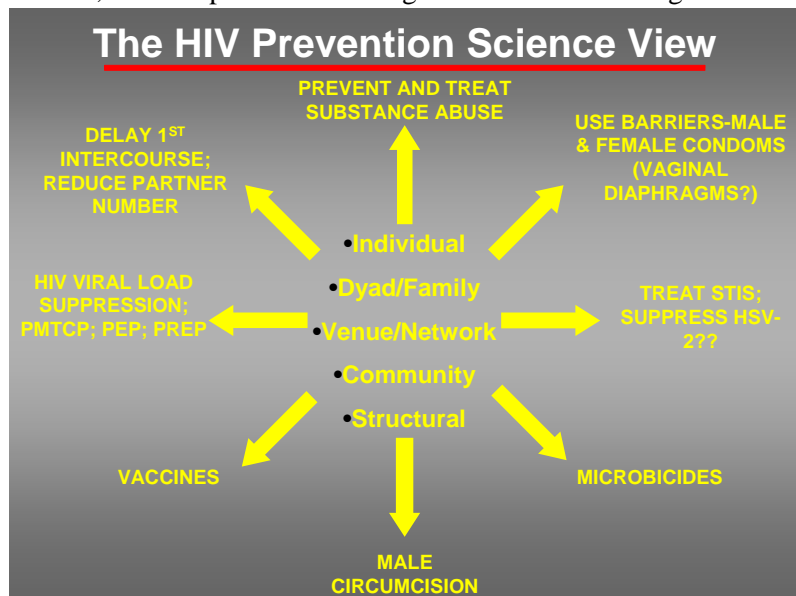 The HIV Prevention Science View
PREVENT AND TREAT
SUBSTANCE ABUSE
DELAY 1ST
INTERCOURSE;
REDUCE PARTNER
NUMBER
USE BARRIERS-MALE
& FEMALE CONDOMS
(VAGINAL
DIAPHRAGMS?)
•Individual
•Dyad/Family
•Venue/Network
•Community
•Structural
HIV VIRAL LOAD
SUPPRESSION;
PMTCP; PEP; PREP
TREAT STIS;
SUPPRESS HSV-
2??
VACCINES
MICROBICIDES
MALE
CIRCUMCISION